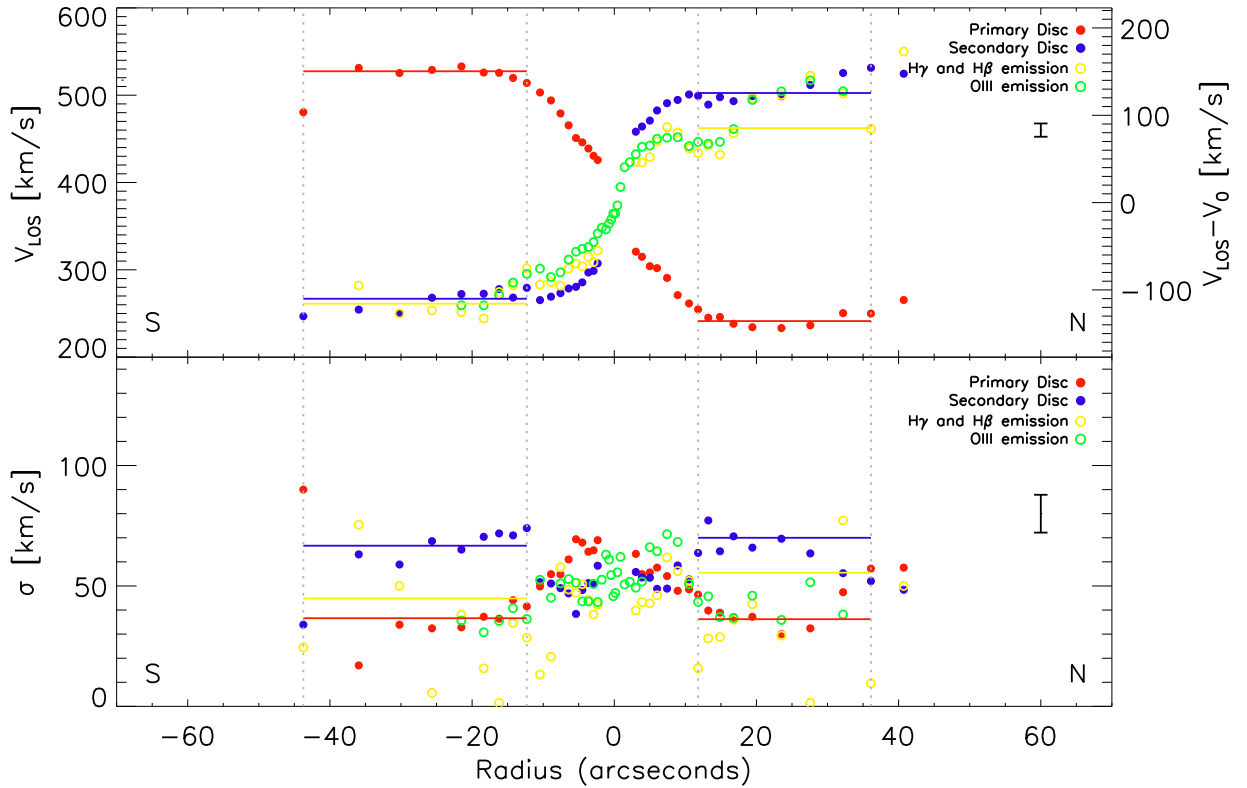 600
500
400
300
200
V_LOS [km/s]
200
100
0
−100
V_LOS−V_0 [km/s]
Primary Disc
Secondary Disc
Hγ and Hβ emission
OIII emission
S
N
100
50
0
σ [km/s]
Primary Disc
Secondary Disc
Hγ and Hβ emission
OIII emission
S
N
−60 −40 −20 0 20 40 60
Radius (arcseconds)